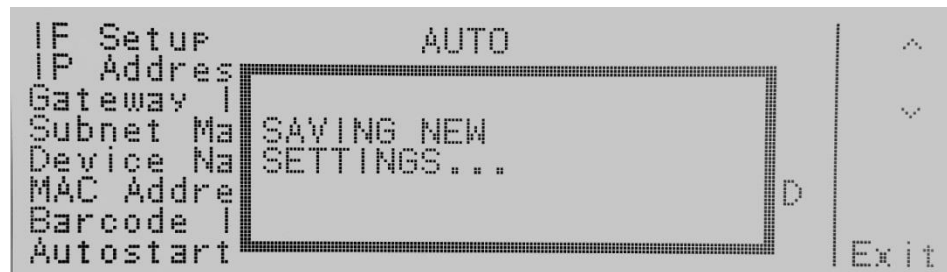 IF Setup AUTO
IP Addres
Gateway I
Subnet Ma
Device Na
MAC Addre
Barcode I
Autostart
SAVING NEW
SETTINGS...
D
Exit